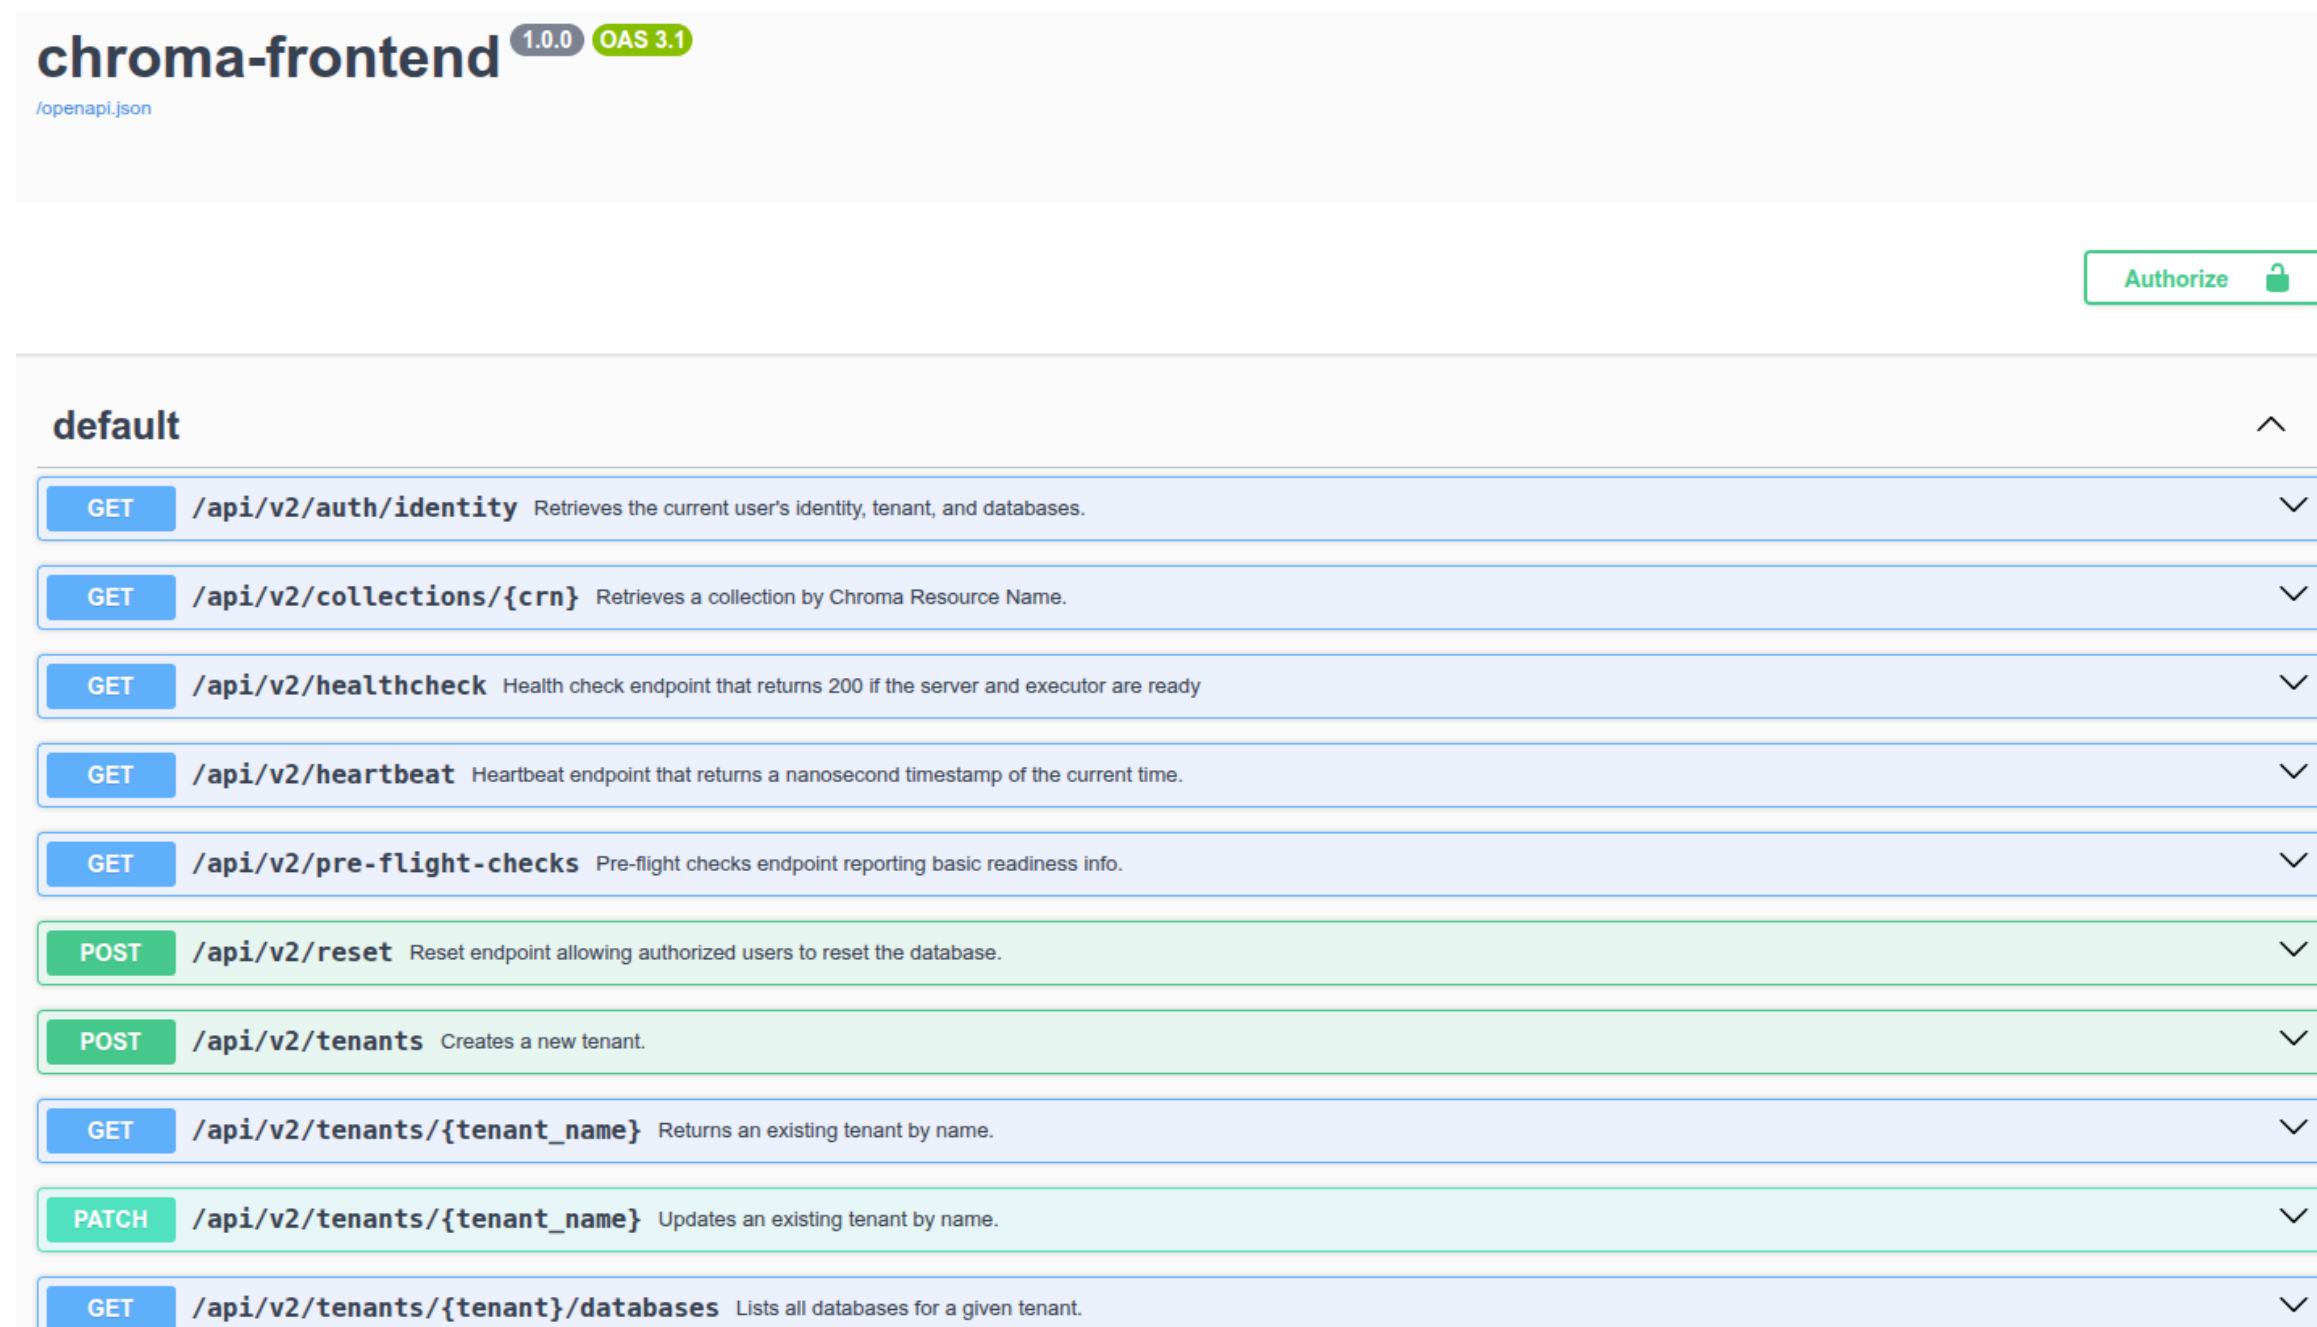 chroma-frontend 1.0.0 OAS 3.1
/openapi.json
Authorize
default
GET /api/v2/auth/identity Retrieves the current user's identity, tenant, and databases.
GET /api/v2/collections/{crn} Retrieves a collection by Chroma Resource Name.
GET /api/v2/healthcheck Health check endpoint that returns 200 if the server and executor are ready
GET /api/v2/heartbeat Heartbeat endpoint that returns a nanosecond timestamp of the current time.
GET /api/v2/pre-flight-checks Pre-flight checks endpoint reporting basic readiness info.
POST /api/v2/reset Reset endpoint allowing authorized users to reset the database.
POST /api/v2/tenants Creates a new tenant.
GET /api/v2/tenants/{tenant_name} Returns an existing tenant by name.
PATCH /api/v2/tenants/{tenant_name} Updates an existing tenant by name.
GET /api/v2/tenants/{tenant}/databases Lists all databases for a given tenant.